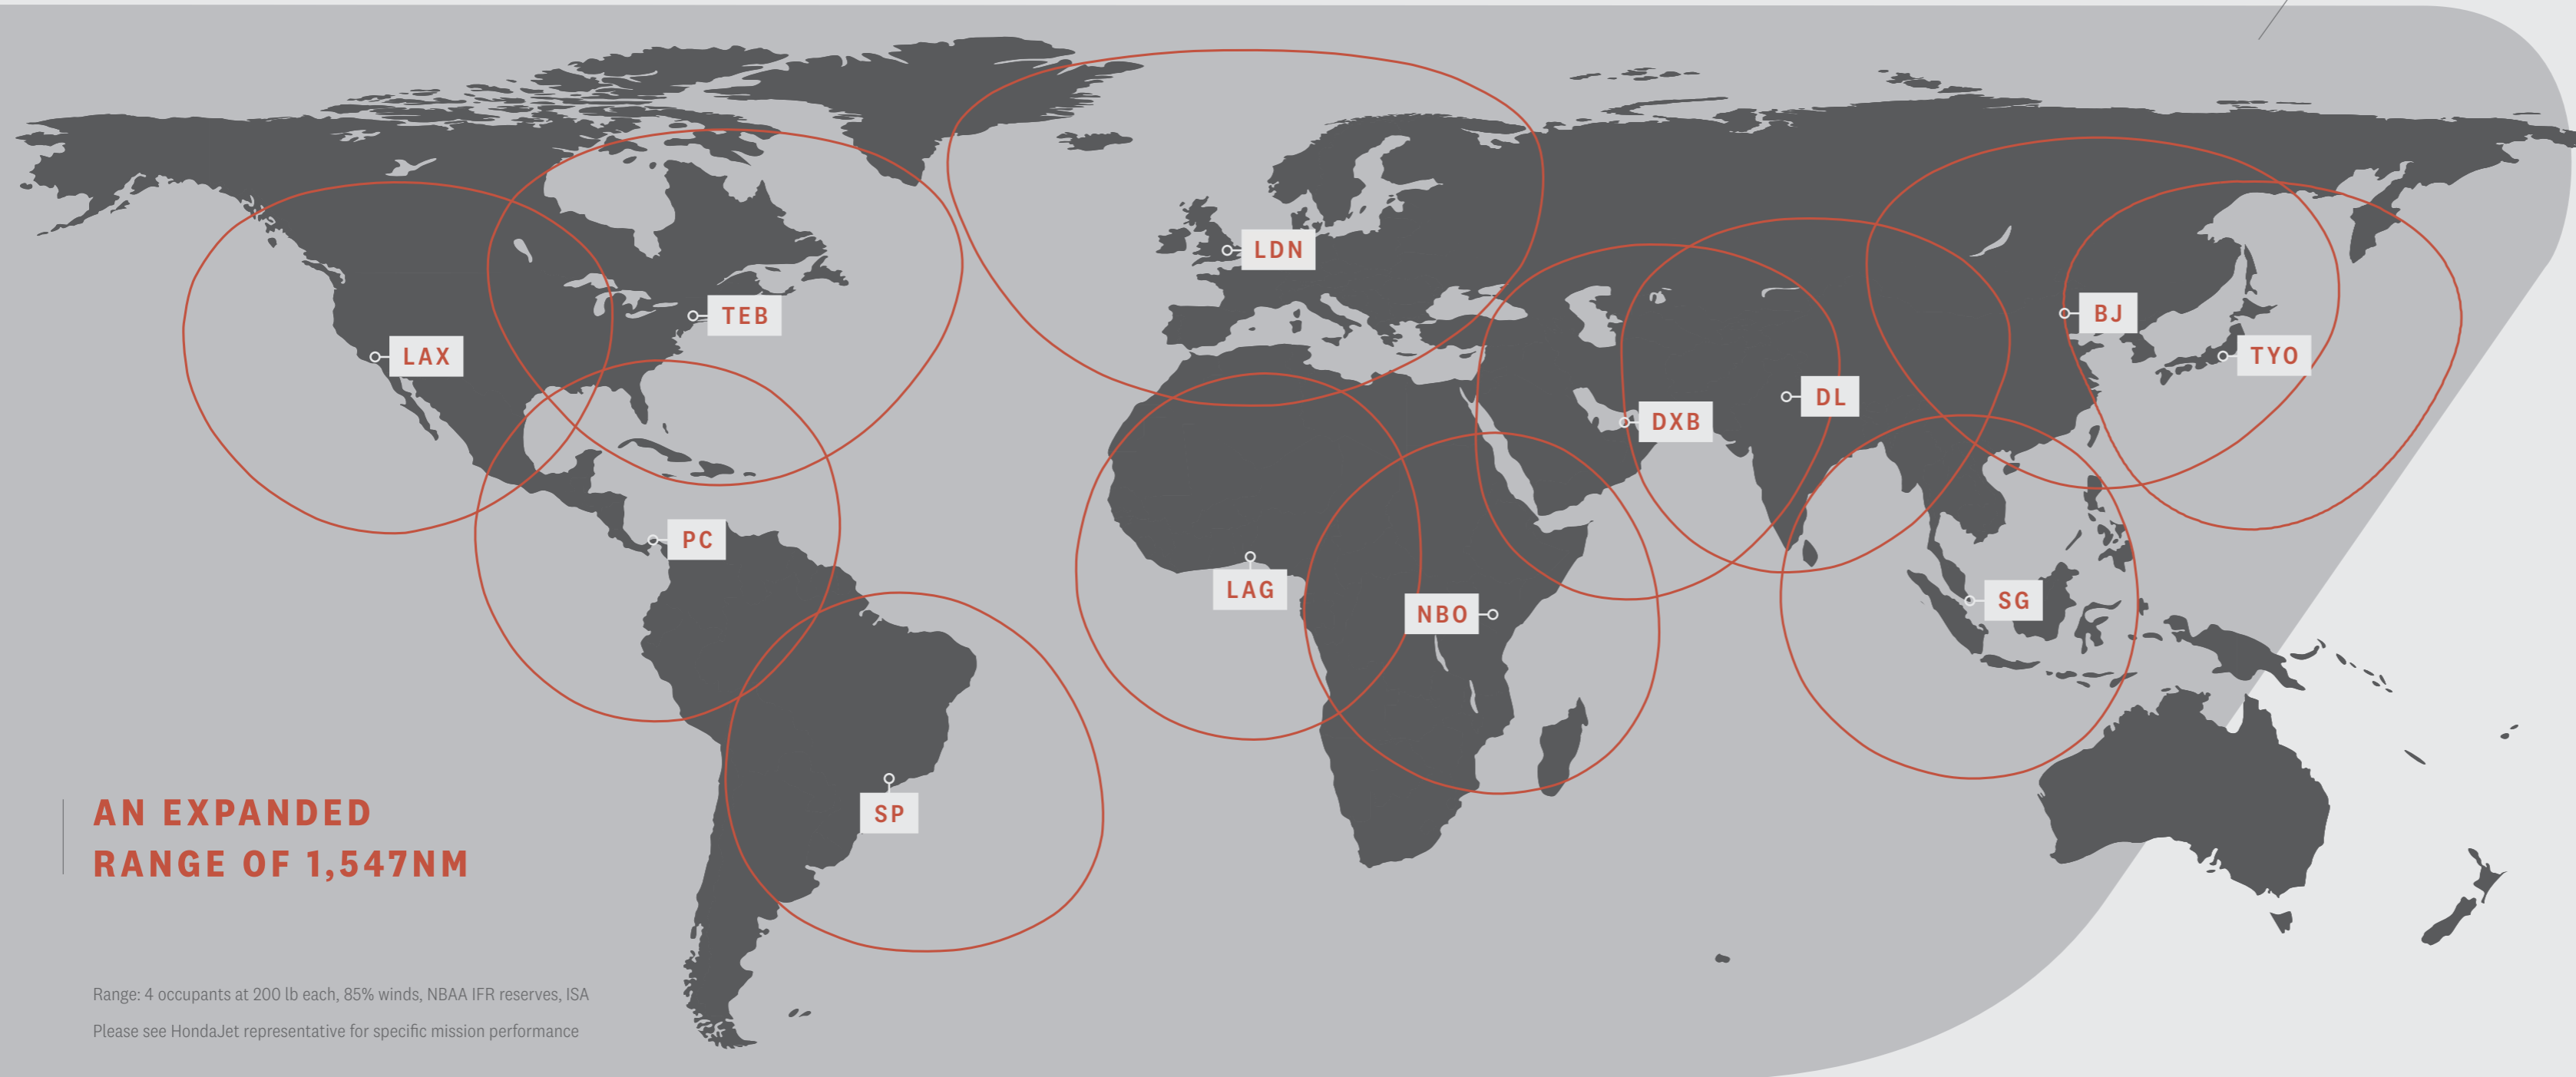 LDN
TEB
BJ
LAX
TYO
DL
DXB
PC
LAG
NBO
SG
SP
AN EXPANDED
RANGE OF 1,547NM
Range: 4 occupants at 200 lb each, 85% winds, NBAA IFR reserves, ISA
Please see HondaJet representative for specific mission performance